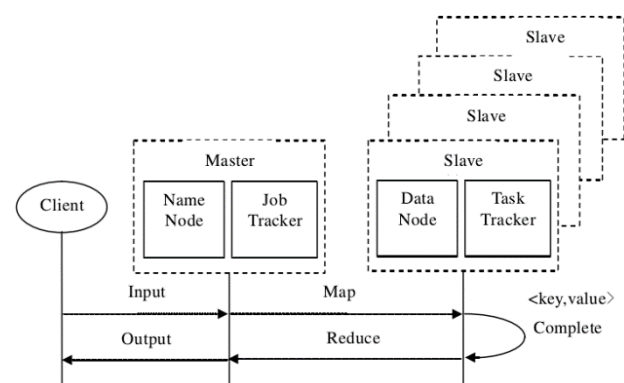 Slave
Slave
Slave
Master
Slave
Client
Name
Node
Job
Tracker
Data
Node
Task
Tracker
Input
Map
<key,value>
Complete
Output
Reduce